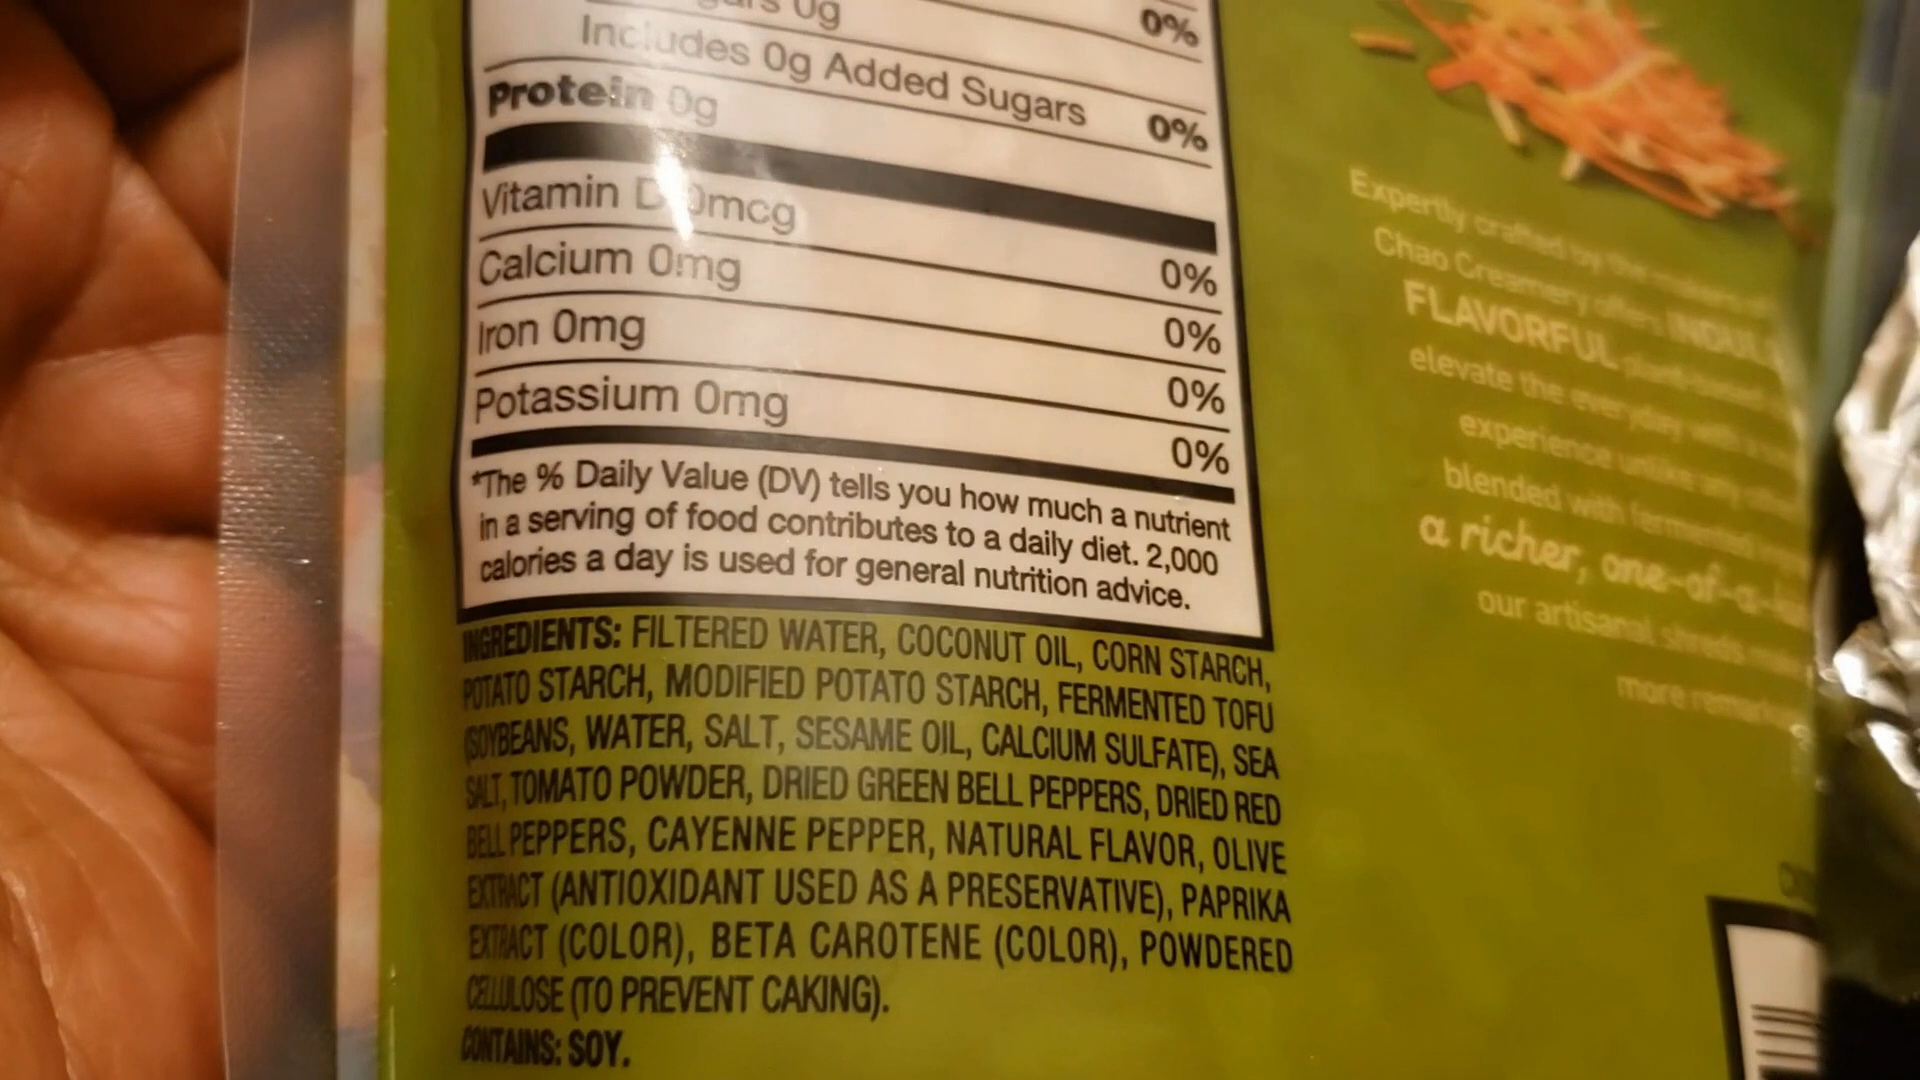 0g
0%
Includes 0g Added Sugars 0%
Protein 0g
Vitamin D 0mcg 0%
Calcium 0mg 0%
Iron 0mg 0%
Potassium 0mg 0%
*The % Daily Value (DV) tells you how much a nutrient
in a serving of food contributes to a daily diet. 2,000
calories a day is used for general nutrition advice.
INGREDIENTS: FILTERED WATER, COCONUT OIL, CORN STARCH,
POTATO STARCH, MODIFIED POTATO STARCH, FERMENTED TOFU
(SOYBEANS, WATER, SALT, SESAME OIL, CALCIUM SULFATE), SEA
SALT, TOMATO POWDER, DRIED GREEN BELL PEPPERS, DRIED RED
BELL PEPPERS, CAYENNE PEPPER, NATURAL FLAVOR, OLIVE
EXTRACT (ANTIOXIDANT USED AS A PRESERVATIVE), PAPRIKA
EXTRACT (COLOR), BETA CAROTENE (COLOR), POWDERED
CELLULOSE (TO PREVENT CAKING).
CONTAINS: SOY.
Expertly crafted by the
Chao Creamery offers
FLAVORFUL
elevate the everyday with
experience unlike any
blended with fermented
a richer, one-of-a-
our artisanal shreds
more